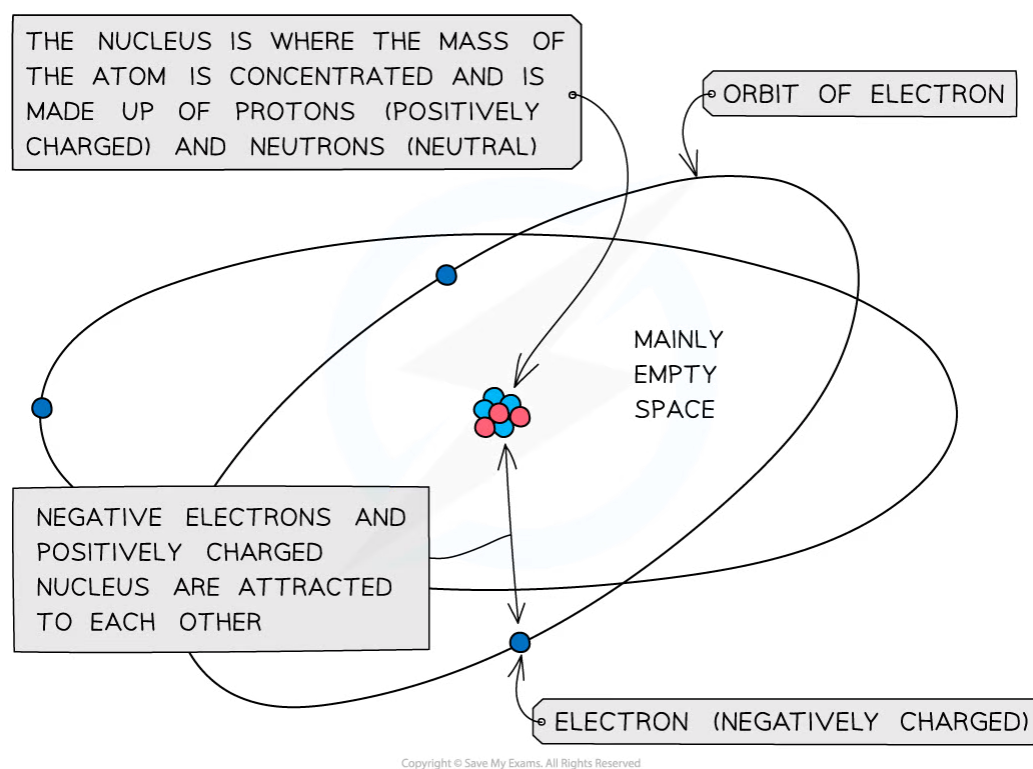 THE NUCLEUS IS WHERE THE MASS OF
THE ATOM IS CONCENTRATED AND IS
MADE UP OF PROTONS (POSITIVELY
CHARGED) AND NEUTRONS (NEUTRAL)
ORBIT OF ELECTRON
MAINLY
EMPTY
SPACE
NEGATIVE ELECTRONS AND
POSITIVELY CHARGED
NUCLEUS ARE ATTRACTED
TO EACH OTHER
ELECTRON (NEGATIVELY CHARGED)
Copyright © Save My Exams. All Rights Reserved